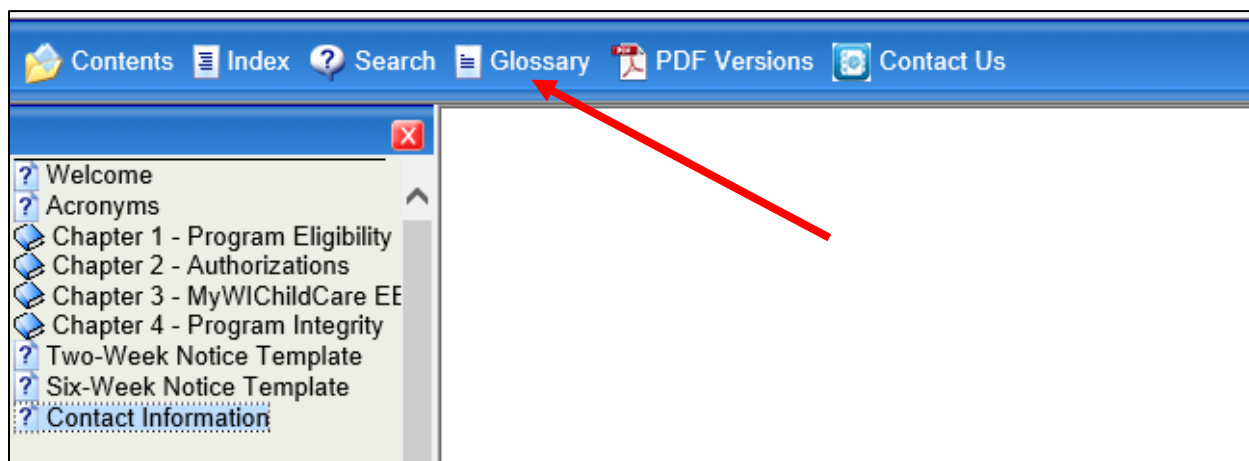 Contents Index Search Glossary PDF Versions Contact Us
Welcome
Acronyms
Chapter 1 - Program Eligibility
Chapter 2 - Authorizations
Chapter 3 - MyWIChildCare
Chapter 4 - Program Integrity
Two-Week Notice Template
Six-Week Notice Template
Contact Information